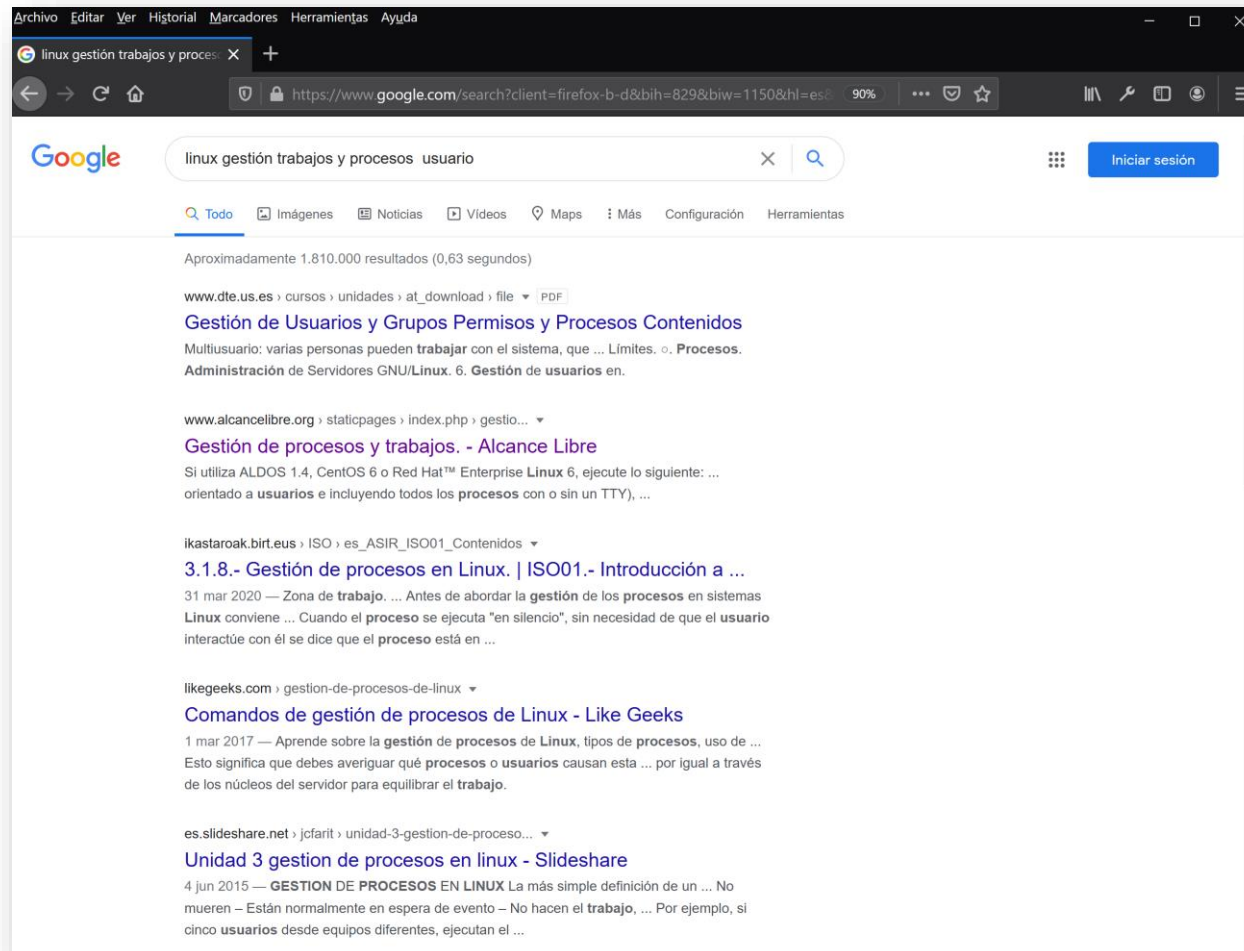 Archivo Editar Ver Historial Marcadores Herramientas Ayuda
linux gestión trabajos y proces
https://www.google.com/search?client=firefox-b-d&bih=829&biw=1150&hl=es& 90%
Google
linux gestión trabajos y procesos usuario
Iniciar sesión
Todo Imágenes Noticias Vídeos Maps Más Configuración Herramientas
Aproximadamente 1.810.000 resultados (0,63 segundos)
www.dte.us.es › cursos › unidades › at_download › file PDF
Gestión de Usuarios y Grupos Permisos y Procesos Contenidos
Multiusuario: varias personas pueden trabajar con el sistema, que ... Límites. ○. Procesos.
Administración de Servidores GNU/Linux. 6. Gestión de usuarios en.
www.alcancelibre.org › staticpages › index.php › gestio...
Gestión de procesos y trabajos. - Alcance Libre
Si utiliza ALDOS 1.4, CentOS 6 o Red Hat™ Enterprise Linux 6, ejecute lo siguiente: ...
orientado a usuarios e incluyendo todos los procesos con o sin un TTY), ...
ikastaroak.birt.eus › ISO › es_ASIR_ISO01_Contenidos
3.1.8.- Gestión de procesos en Linux. | ISO01.- Introducción a ...
31 mar 2020 — Zona de trabajo. ... Antes de abordar la gestión de los procesos en sistemas
Linux conviene ... Cuando el proceso se ejecuta "en silencio", sin necesidad de que el usuario
interactúe con él se dice que el proceso está en ...
likegeeks.com › gestion-de-procesos-de-linux
Comandos de gestión de procesos de Linux - Like Geeks
1 mar 2017 — Aprende sobre la gestión de procesos de Linux, tipos de procesos, uso de ...
Esto significa que debes averiguar qué procesos o usuarios causan esta ... por igual a través
de los núcleos del servidor para equilibrar el trabajo.
es.slideshare.net › jcfarit › unidad-3-gestion-de-proceso...
Unidad 3 gestion de procesos en linux - Slideshare
4 jun 2015 — GESTION DE PROCESOS EN LINUX La más simple definición de un ... No
mueren – Están normalmente en espera de evento – No hacen el trabajo, ... Por ejemplo, si
cinco usuarios desde equipos diferentes, ejecutan el ...